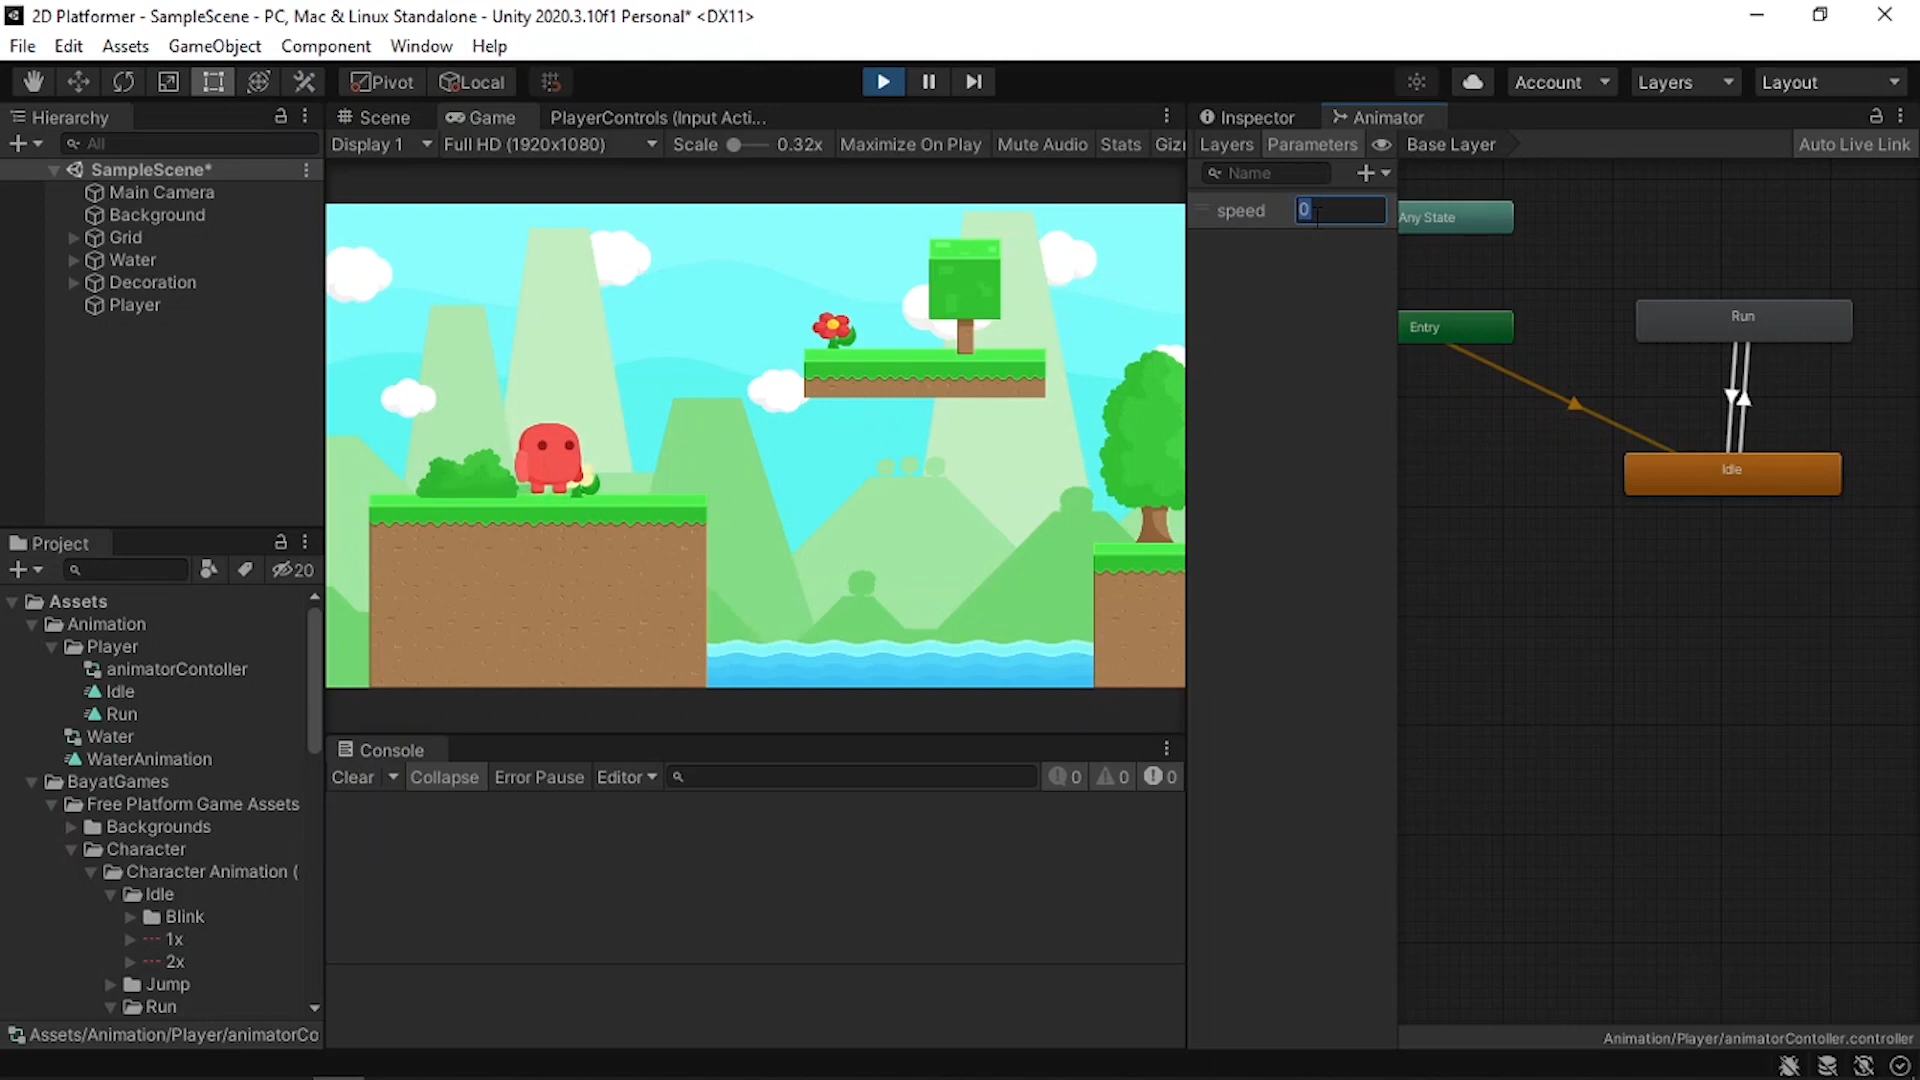 2D Platformer - SampleScene - PC, Mac & Linux Standalone - Unity 2020.3.10f1 Personal* <DX11>
File Edit Assets GameObject Component Window Help
Pivot Local Account Layers Layout
Hierarchy
All
SampleScene*
Main Camera
Background
Grid
Water
Decoration
Player
Scene Game PlayerControls (Input Acti...
Display 1 Full HD (1920x1080) Scale 0.32x Maximize On Play Mute Audio Stats Giz
Inspector Animator
Layers Parameters Base Layer Auto Live Link
Name
speed 0
Any State
Entry
Run
Idle
Project
20
Assets
Animation
Player
animatorContoller
Idle
Run
Water
WaterAnimation
BayatGames
Free Platform Game Assets
Backgrounds
Character
Character Animation (
Idle
Blink
1x
2x
Jump
Run
Assets/Animation/Player/animatorCo
Console
Clear Collapse Error Pause Editor 0 0 0
Animation/Player/animatorContoller.controller